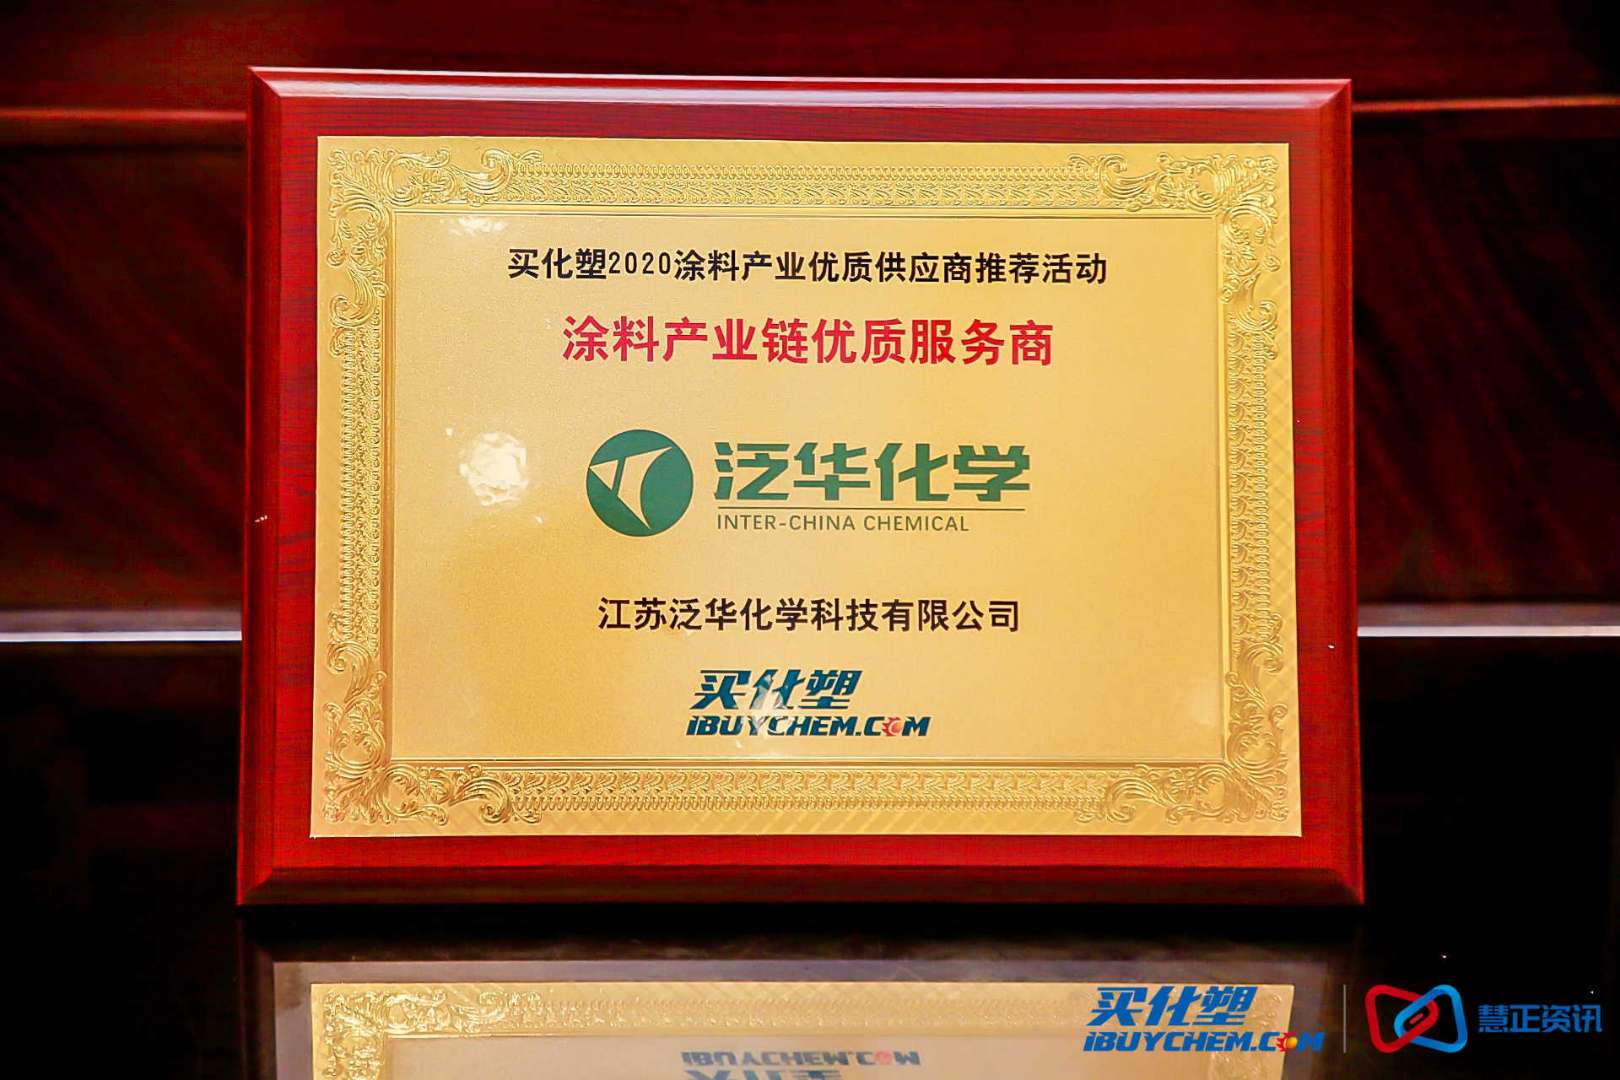 买化塑2020涂料产业优质供应商推荐活动
涂料产业链优质服务商
泛华化学
INTER-CHINA CHEMICAL
江苏泛华化学科技有限公司
买化塑
iBUYCHEM.COM
iBUYCHEM.COM
买化塑
iBUYCHEM.COM
慧正资讯